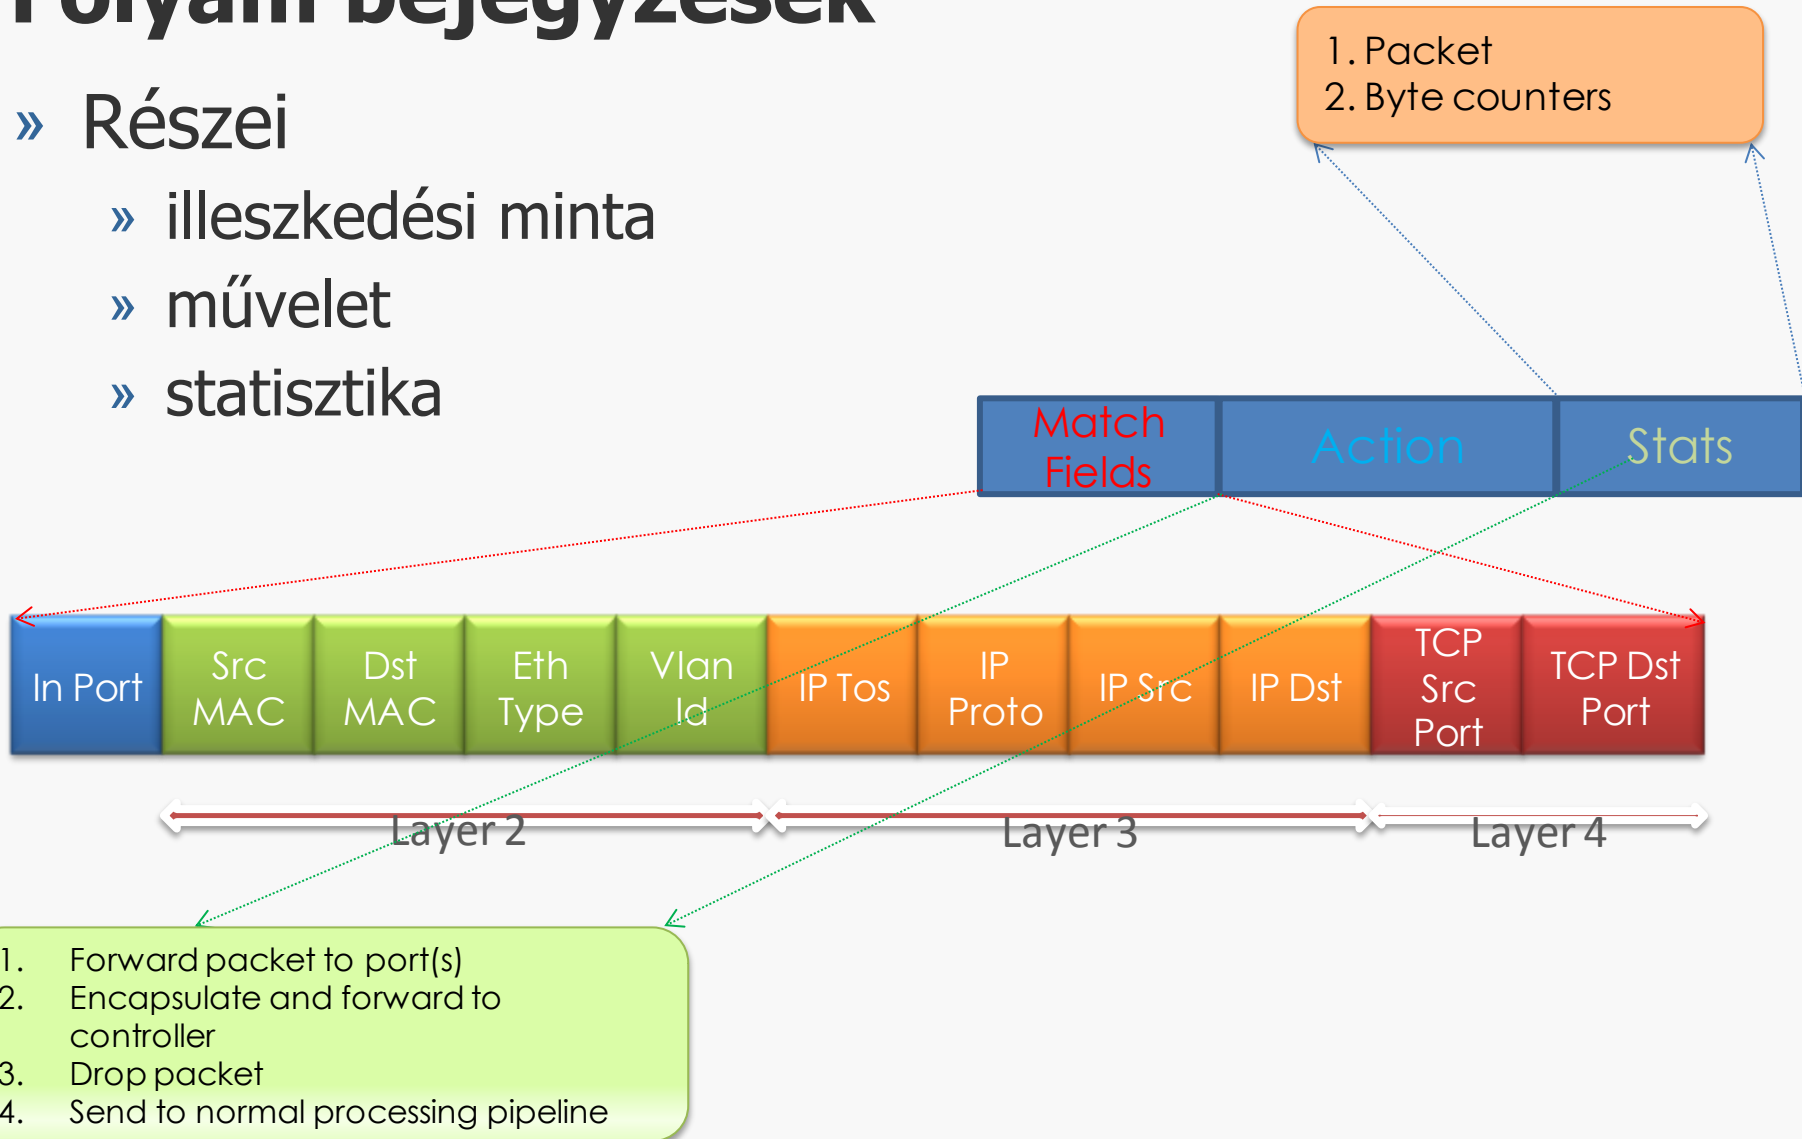 Folyam bejegyzések
» Részei
» illeszkedési minta
» művelet
» statisztika
1. Packet
2. Byte counters
Match
Fields
Action
Stats
In Port
Src
MAC
Dst
MAC
Eth
Type
Vlan
Id
IP Tos
IP
Proto
IP Src
IP Dst
TCP
Src
Port
TCP Dst
Port
Layer 2
Layer 3
Layer 4
1. Forward packet to port(s)
2. Encapsulate and forward to
controller
3. Drop packet
4. Send to normal processing pipeline